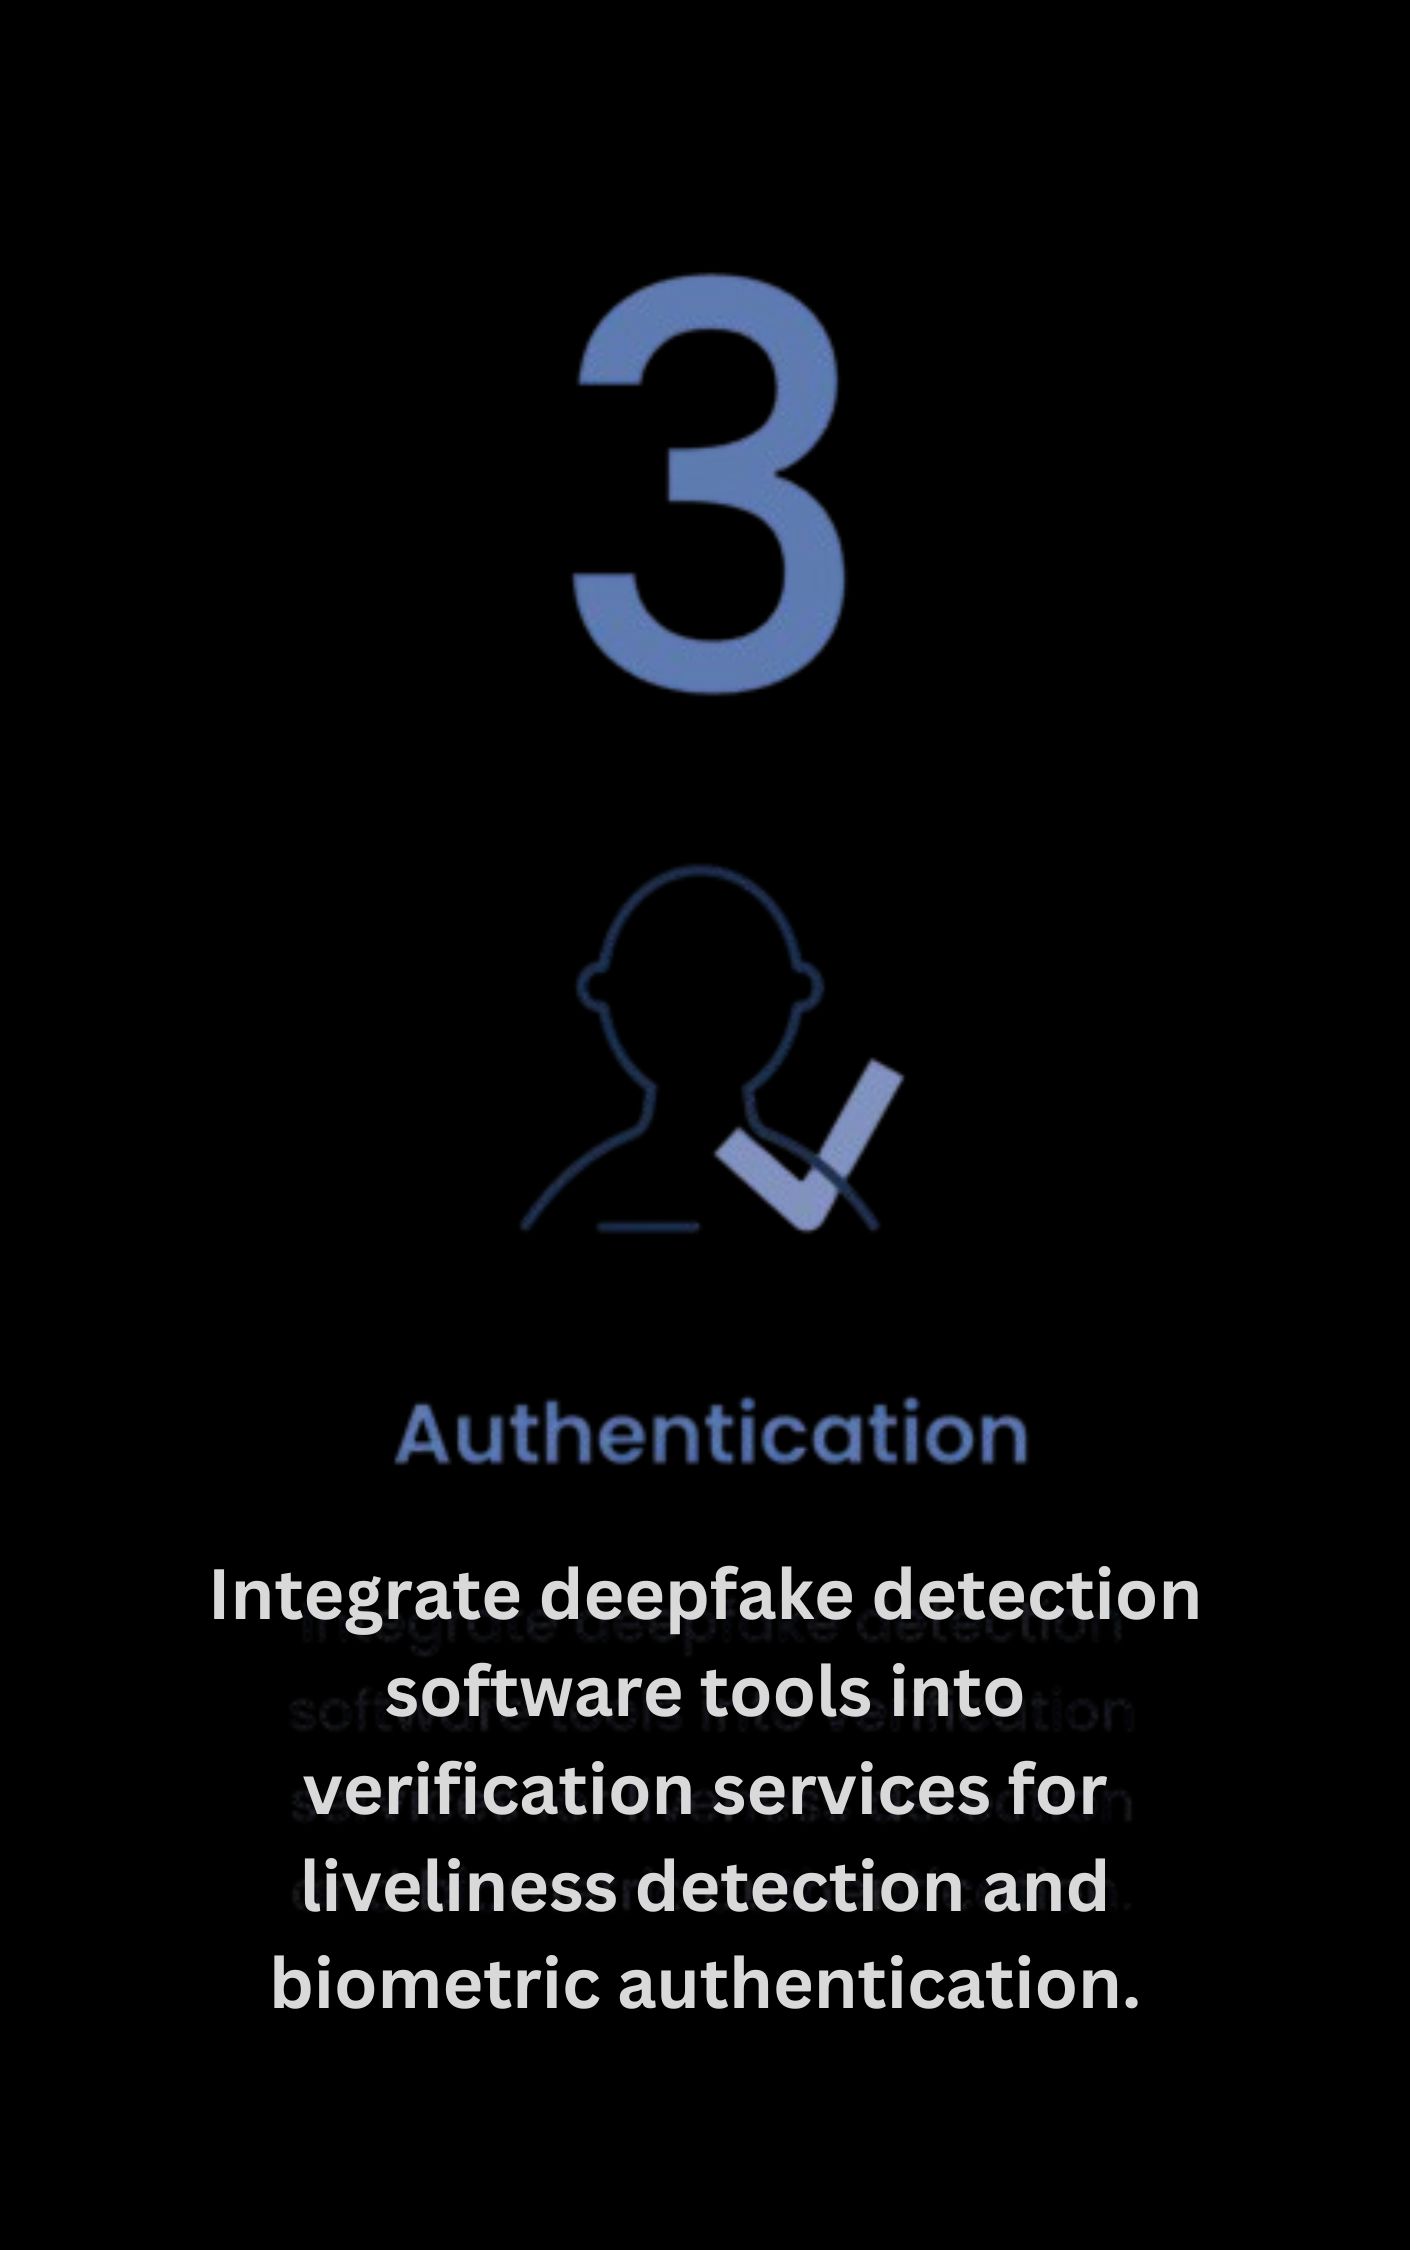 3
Authentication
Integrate deepfake detection
software tools into
verification services for
liveliness detection and
biometric authentication.